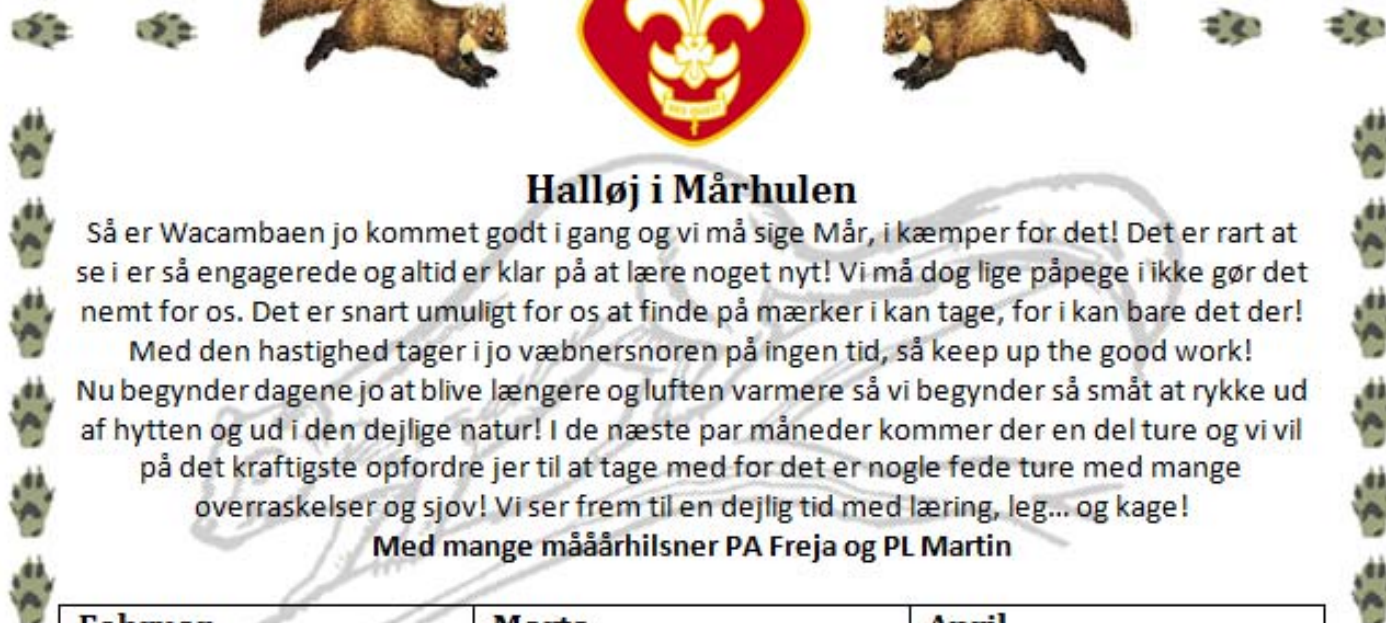 Halløj i Mårhulen
Så er Wacambaen jo kommet godt i gang og vi må sige Mår, i kæmper for det! Det er rart at
se i er så engagerede og altid er klar på at lære noget nyt! Vi må dog lige påpege i ikke gør det
nemt for os. Det er snart umuligt for os at finde på mærker i kan tage, for i kan bare det der!
Med den hastighed tager i jo væbnersnoren på ingen tid, så keep up the good work!
Nu begynder dagene jo at blive længere og luften varmere så vi begynder så småt at rykke ud
af hytten og ud i den dejlige natur! I de næste par måneder kommer der en del ture og vi vil
på det kraftigste opfordre jer til at tage med for det er nogle fede ture med mange
overraskelser og sjov! Vi ser frem til en dejlig tid med læring, leg... og kage!
Med mange määärhilsner PA Freja og PL Martin
Februar Marts April